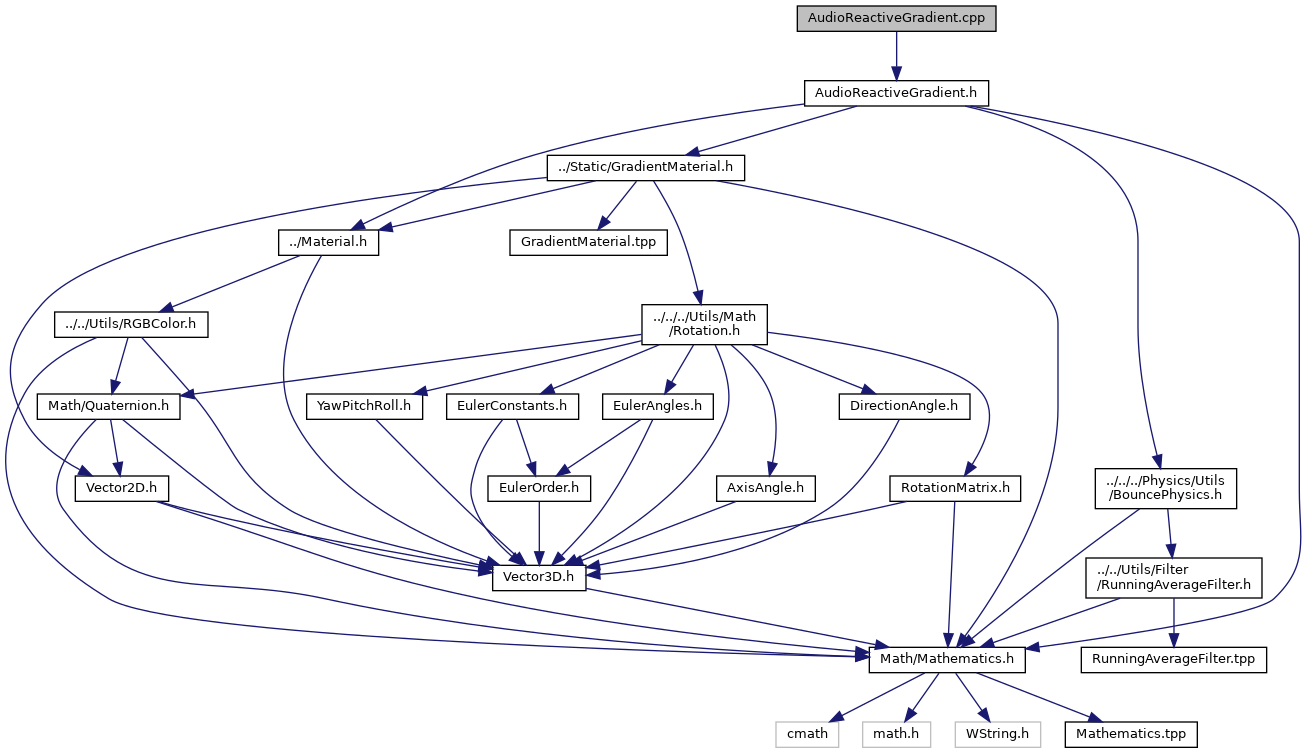 AudioReactiveGradient.cpp
AudioReactiveGradient.h
../Static/GradientMaterial.h
../Material.h
GradientMaterial.tpp
../../Utils/RGBColor.h
../../../Utils/Math
/Rotation.h
Math/Quaternion.h
YawPitchRoll.h
EulerConstants.h
EulerAngles.h
DirectionAngle.h
Vector2D.h
EulerOrder.h
AxisAngle.h
RotationMatrix.h
../../../Physics/Utils
/BouncePhysics.h
Vector3D.h
../../Utils/Filter
/RunningAverageFilter.h
Math/Mathematics.h
RunningAverageFilter.tpp
cmath
math.h
WString.h
Mathematics.tpp